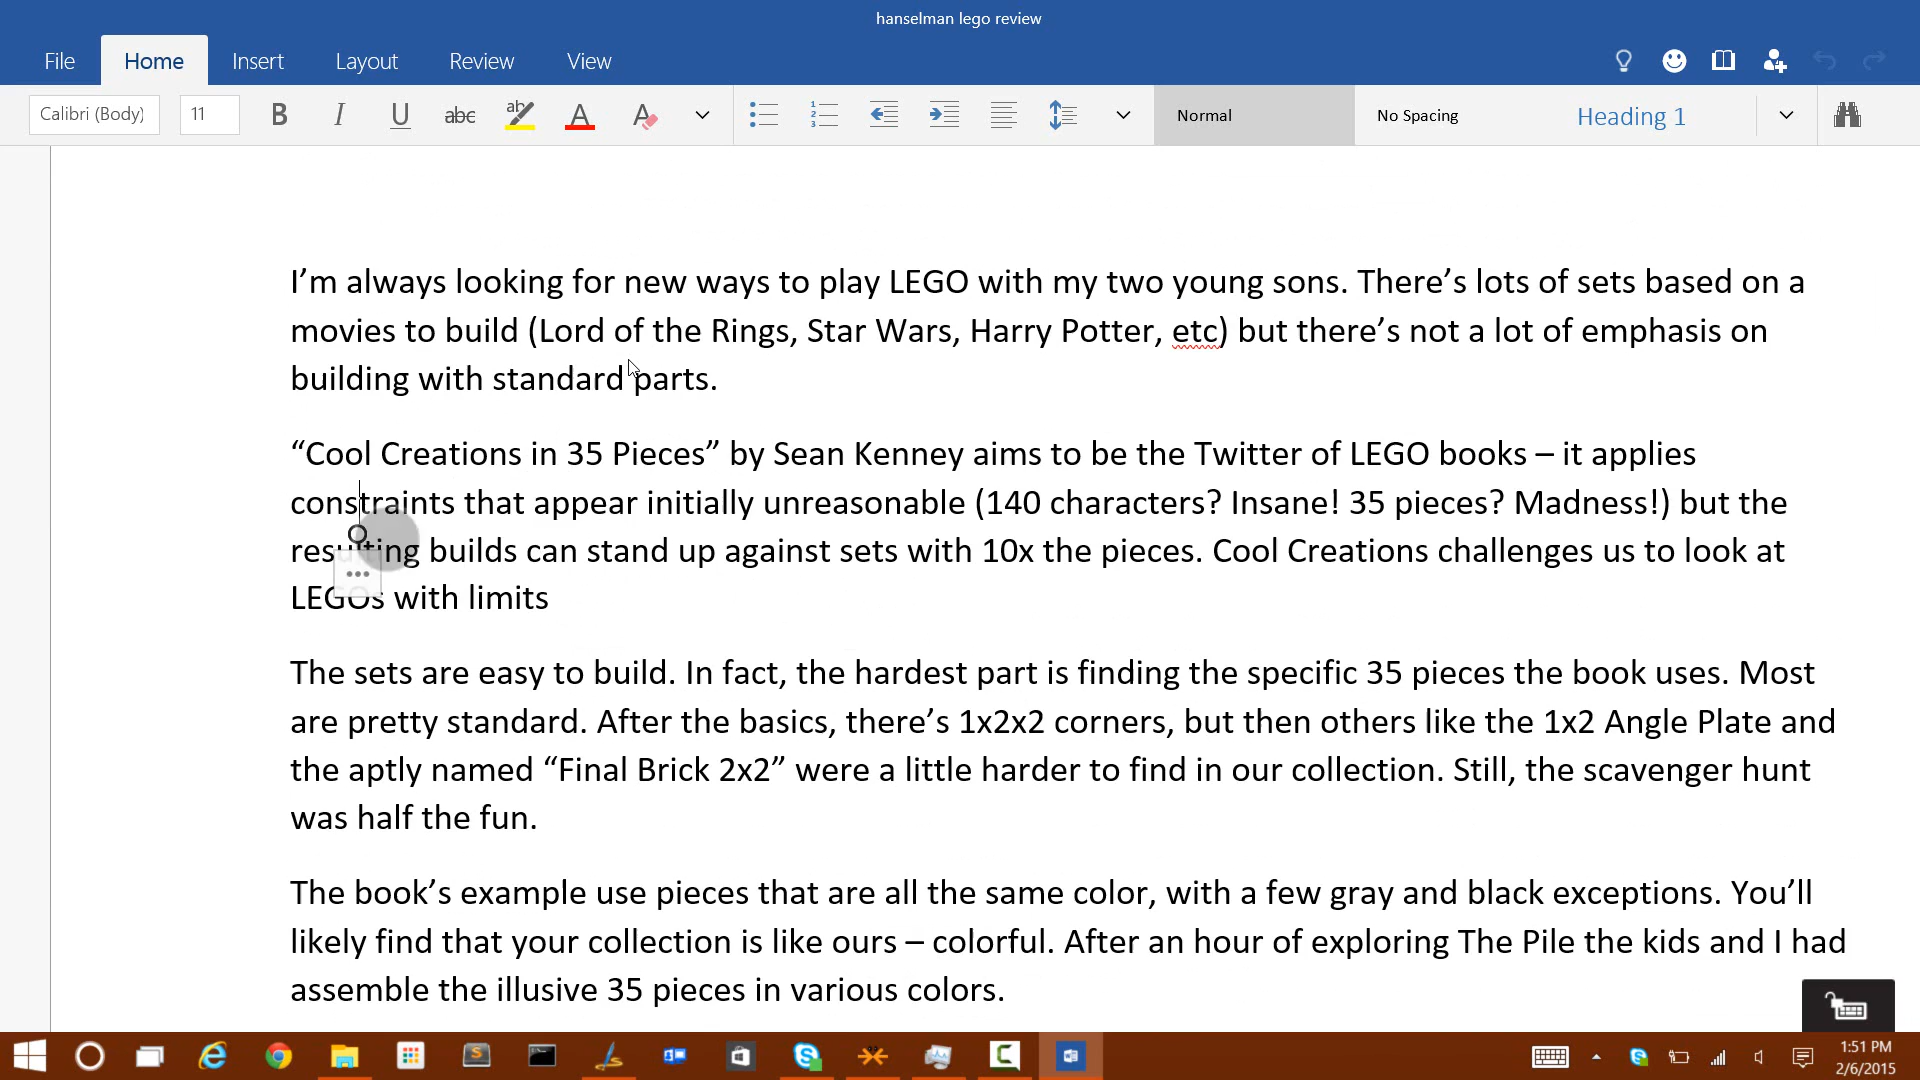 hanselman lego review
File Home Insert Layout Review View
Calibri (Body) 11 B I U abc ab A A 1 2 3 Normal No Spacing Heading 1
I’m always looking for new ways to play LEGO with my two young sons. There’s lots of sets based on a
movies to build (Lord of the Rings, Star Wars, Harry Potter, etc) but there’s not a lot of emphasis on
building with standard parts.
“Cool Creations in 35 Pieces” by Sean Kenney aims to be the Twitter of LEGO books – it applies
constraints that appear initially unreasonable (140 characters? Insane! 35 pieces? Madness!) but the
resulting builds can stand up against sets with 10x the pieces. Cool Creations challenges us to look at
LEGOs with limits
The sets are easy to build. In fact, the hardest part is finding the specific 35 pieces the book uses. Most
are pretty standard. After the basics, there’s 1x2x2 corners, but then others like the 1x2 Angle Plate and
the aptly named “Final Brick 2x2” were a little harder to find in our collection. Still, the scavenger hunt
was half the fun.
The book’s example use pieces that are all the same color, with a few gray and black exceptions. You’ll
likely find that your collection is like ours – colorful. After an hour of exploring The Pile the kids and I had
assemble the illusive 35 pieces in various colors.
1:51 PM
2/6/2015